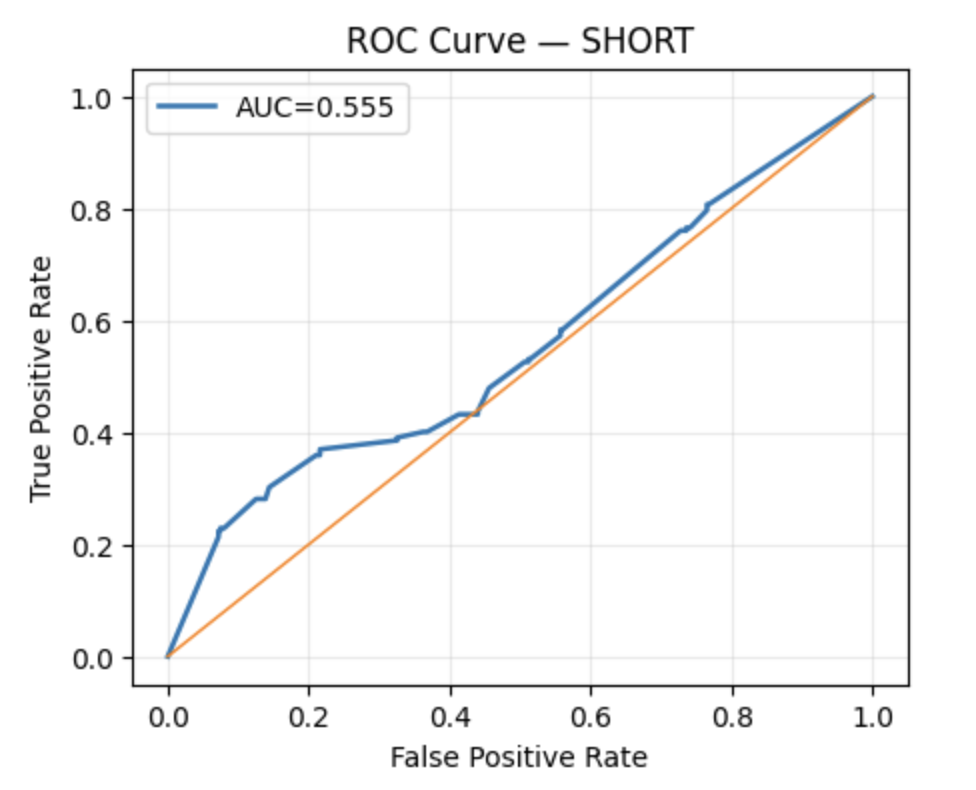 ROC Curve — SHORT
AUC=0.555
True Positive Rate
1.0
0.8
0.6
0.4
0.2
0.0
0.0 0.2 0.4 0.6 0.8 1.0
False Positive Rate